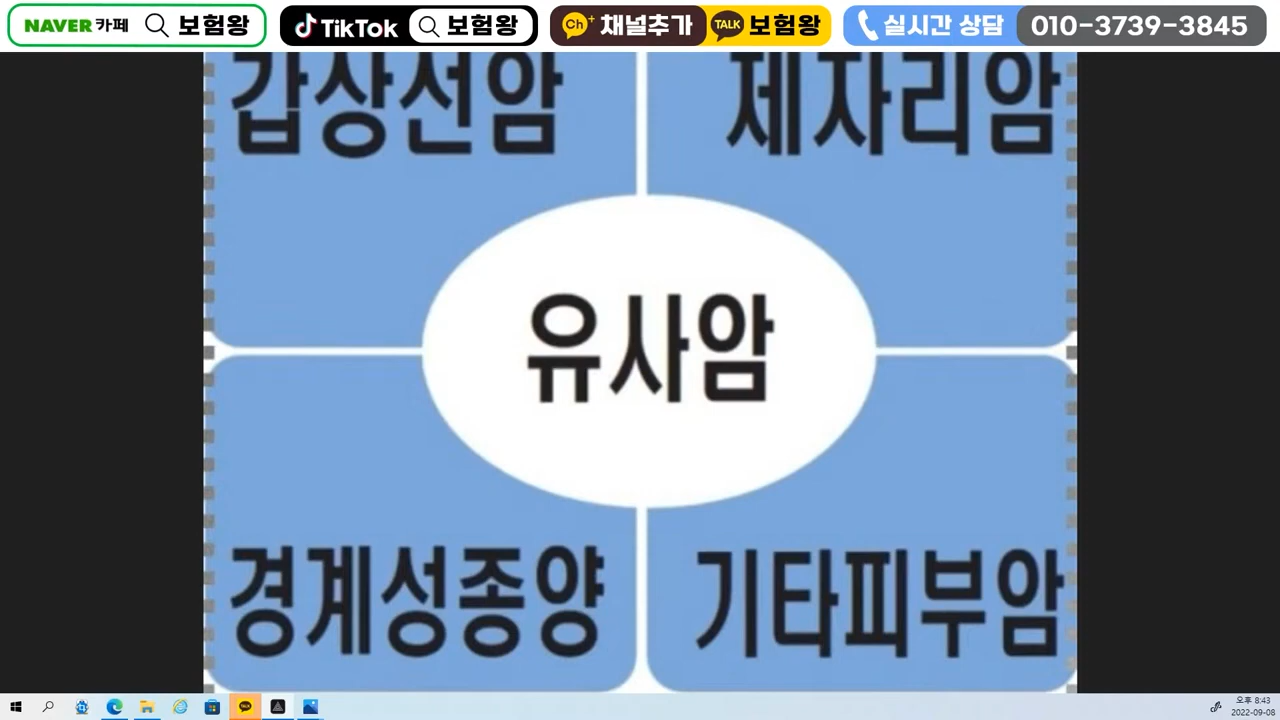 NAVER 카페 보험왕 TikTok 보험왕 Ch+ 채널추가 TALK 보험왕 실시간 상담 010-3739-3845
갑상선암 제자리암
유사암
경계성종양 기타피부암
TALK
오후 8:43
2022-09-08